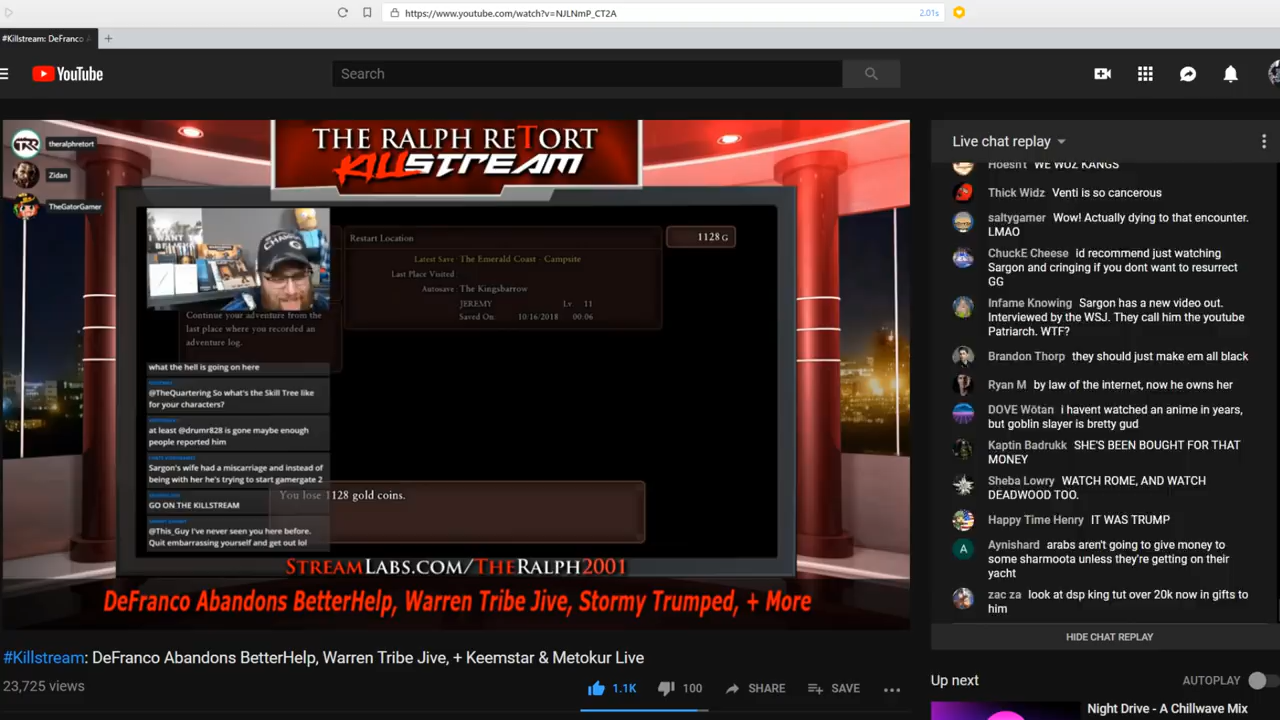 https://www.youtube.com/watch?v=NJLNmP_CT2A
2.01s
#Killstream: DeFranco
YouTube
Search
THE RALPH RETORT
KILLSTREAM
TRR
theralphretort
Zidan
TheGatorGamer
I WANT TO
CHAOTIC
G
Restart Location
1128 G
Latest Save : The Emerald Coast - Campsite
Last Place Visited :
Autosave : The Kingsbarrow
JEREMY Lv 11
Saved On: 10/16/2018 00:06
Continue your adventure from the
last place where you recorded an
adventure log.
what the hell is going on here
@TheQuartering So what's the Skill Tree like
for your characters?
at least @drumr828 is gone maybe enough
people reported him
Sargon's wife had a miscarriage and instead of
being with her he's trying to start gamergate 2
GO ON THE KILLSTREAM
@This_Guy I've never seen you here before.
Quit embarrassing yourself and get out lol
You lose 1128 gold coins.
STREAMLABS.COM/THERALPH2001
DeFranco Abandons BetterHelp, Warren Tribe Jive, Stormy Trumped, + More
#Killstream: DeFranco Abandons BetterHelp, Warren Tribe Jive, + Keemstar & Metokur Live
23,725 views
1.1K
100
SHARE
SAVE
Live chat replay
Hoesht WE WUZ KANGS
Thick Widz Venti is so cancerous
saltygamer Wow! Actually dying to that encounter.
LMAO
ChuckE Cheese id recommend just watching
Sargon and cringing if you dont want to resurrect
GG
Infame Knowing Sargon has a new video out.
Interviewed by the WSJ. They call him the youtube
Patriarch. WTF?
Brandon Thorp they should just make em all black
Ryan M by law of the internet, now he owns her
DOVE Wōtan i havent watched an anime in years,
but goblin slayer is bretty gud
Kaptin Badrukk SHE'S BEEN BOUGHT FOR THAT
MONEY
Sheba Lowry WATCH ROME, AND WATCH
DEADWOOD TOO.
Happy Time Henry IT WAS TRUMP
A
Aynishard arabs aren't going to give money to
some sharmoota unless they're getting on their
yacht
zac za look at dsp king tut over 20k now in gifts to
him
HIDE CHAT REPLAY
Up next
AUTOPLAY
Night Drive - A Chillwave Mix